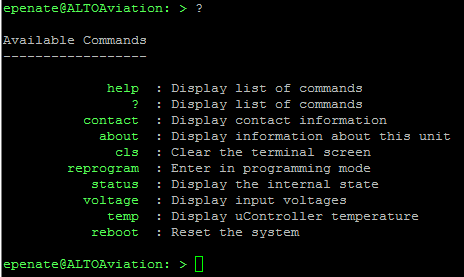 epenate@ALTOAviation: > ?
Available Commands
------------------
help : Display list of commands
? : Display list of commands
contact : Display contact information
about : Display information about this unit
cls : Clear the terminal screen
reprogram : Enter in programming mode
status : Display the internal state
voltage : Display input voltages
temp : Display uController temperature
reboot : Reset the system
epenate@ALTOAviation: >